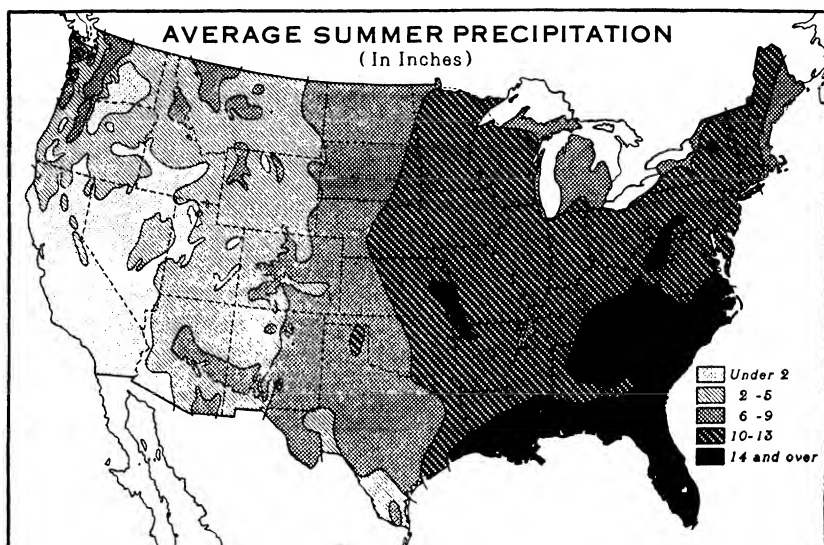 AVERAGE SUMMER PRECIPITATION
(In Inches)
Under 2
2-5
6-9
10-13
14 and over